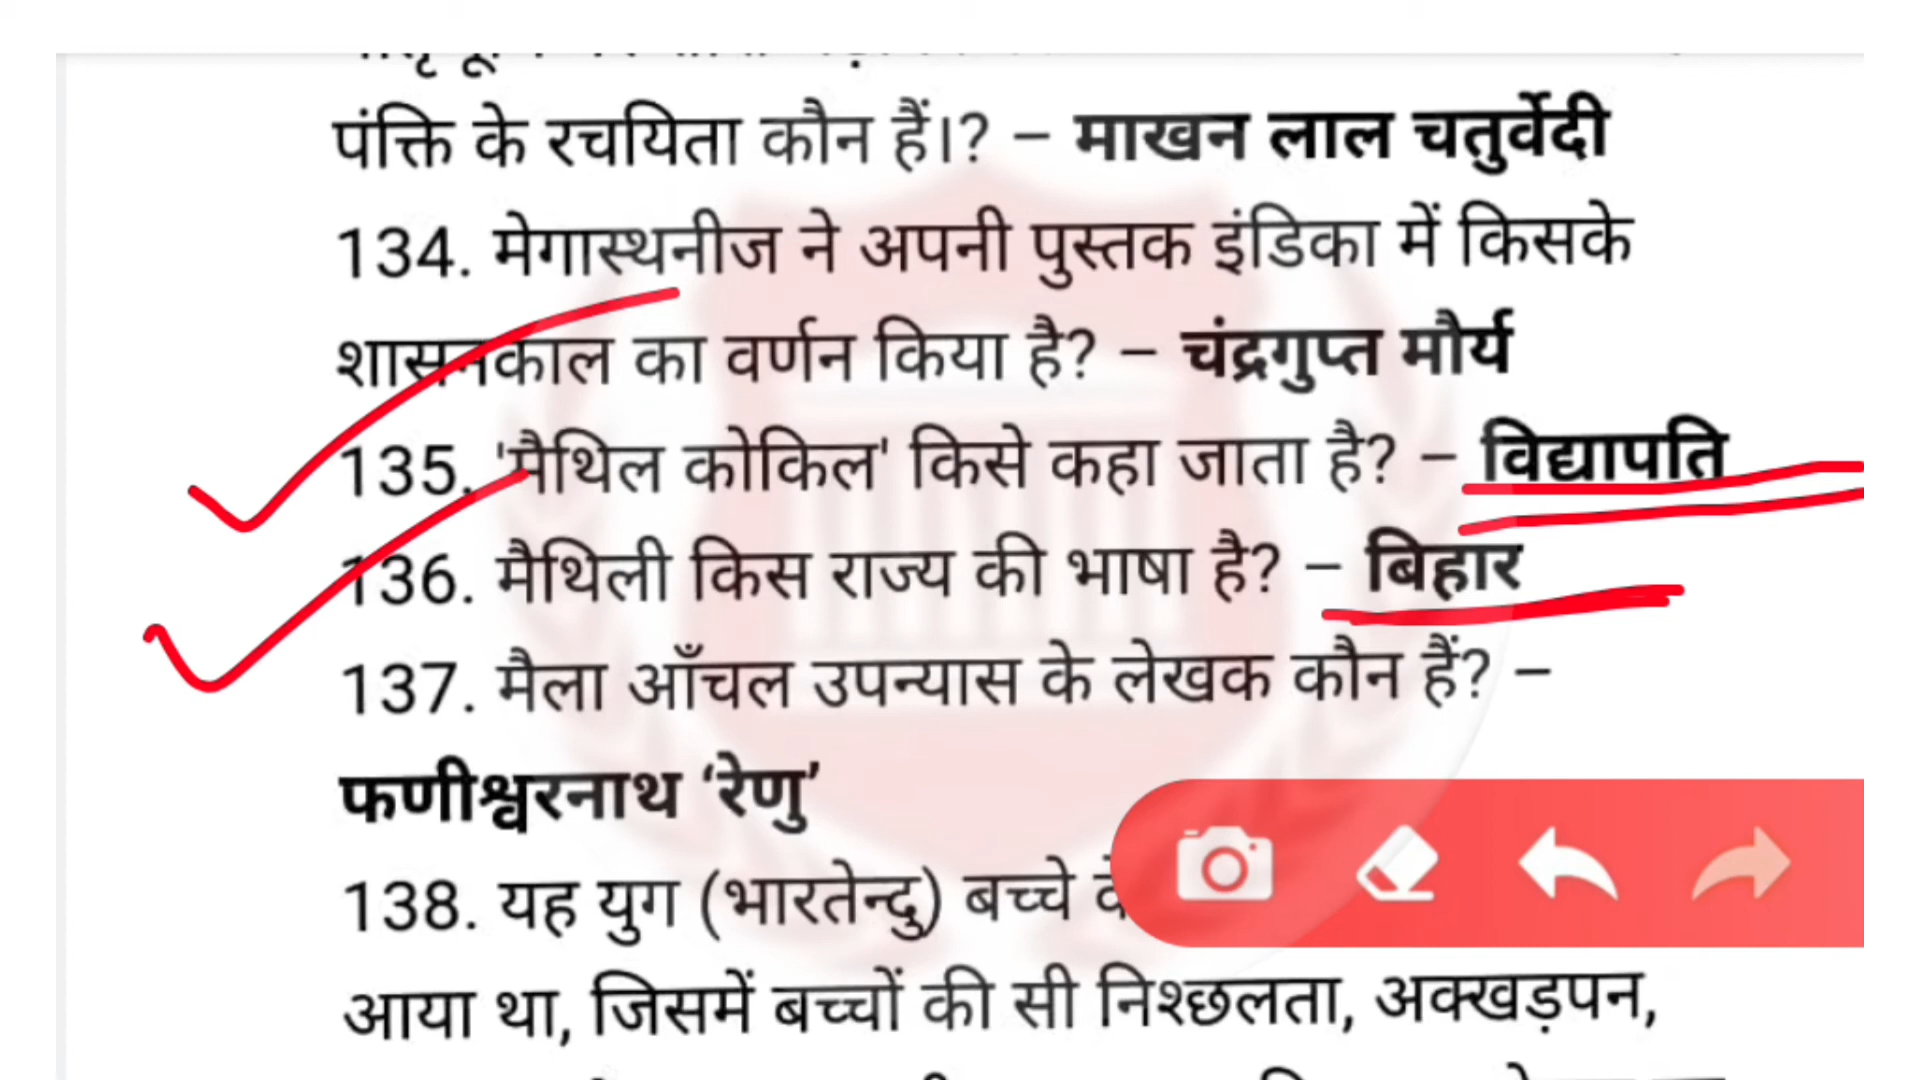 पंक्ति के रचयिता कौन हैं।? – माखन लाल चतुर्वेदी
134. मेगास्थनीज ने अपनी पुस्तक इंडिका में किसके
शासनकाल का वर्णन किया है? – चंद्रगुप्त मौर्य
135. 'मैथिल कोकिल' किसे कहा जाता है? – विद्यापति
136. मैथिली किस राज्य की भाषा है? – बिहार
137. मैला आँचल उपन्यास के लेखक कौन हैं? –
फणीश्वरनाथ ‘रेणु’
138. यह युग (भारतेन्दु) बच्चे
आया था, जिसमें बच्चों की सी निश्छलता, अक्खड़पन,